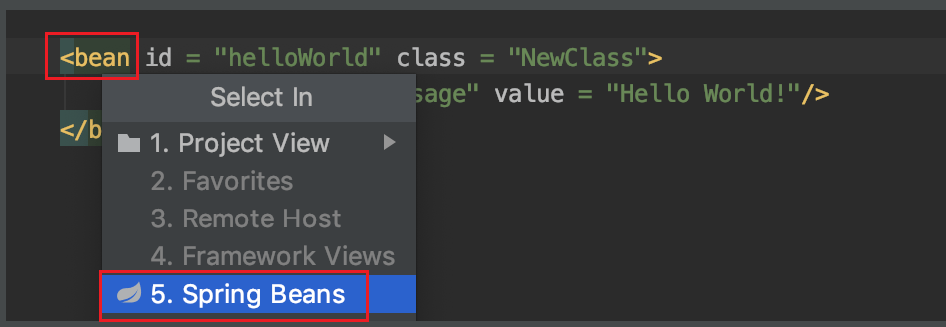 <bean id = "helloWorld" class = "NewClass">
sage" value = "Hello World!"/>
</b
Select In
1. Project View
2. Favorites
3. Remote Host
4. Framework Views
5. Spring Beans